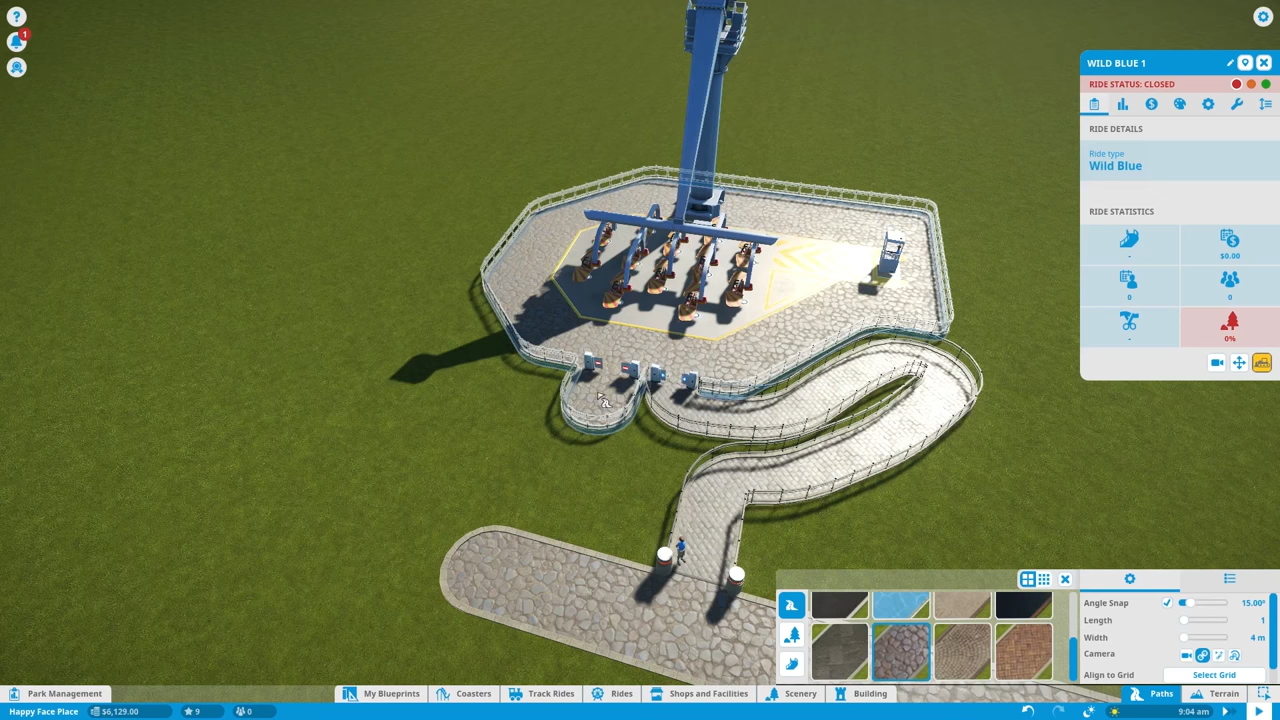 ?
1
WILD BLUE 1
RIDE STATUS: CLOSED
RIDE DETAILS
Ride type
Wild Blue
RIDE STATISTICS
-
$0.00
0
0
-
0%
Angle Snap
15.00°
Length
1
Width
4 m
Camera
Align to Grid
Select Grid
Park Management
My Blueprints
Coasters
Track Rides
Rides
Shops and Facilities
Scenery
Building
Paths
Terrain
Happy Face Place
$6,129.00
9
0
9:04 am